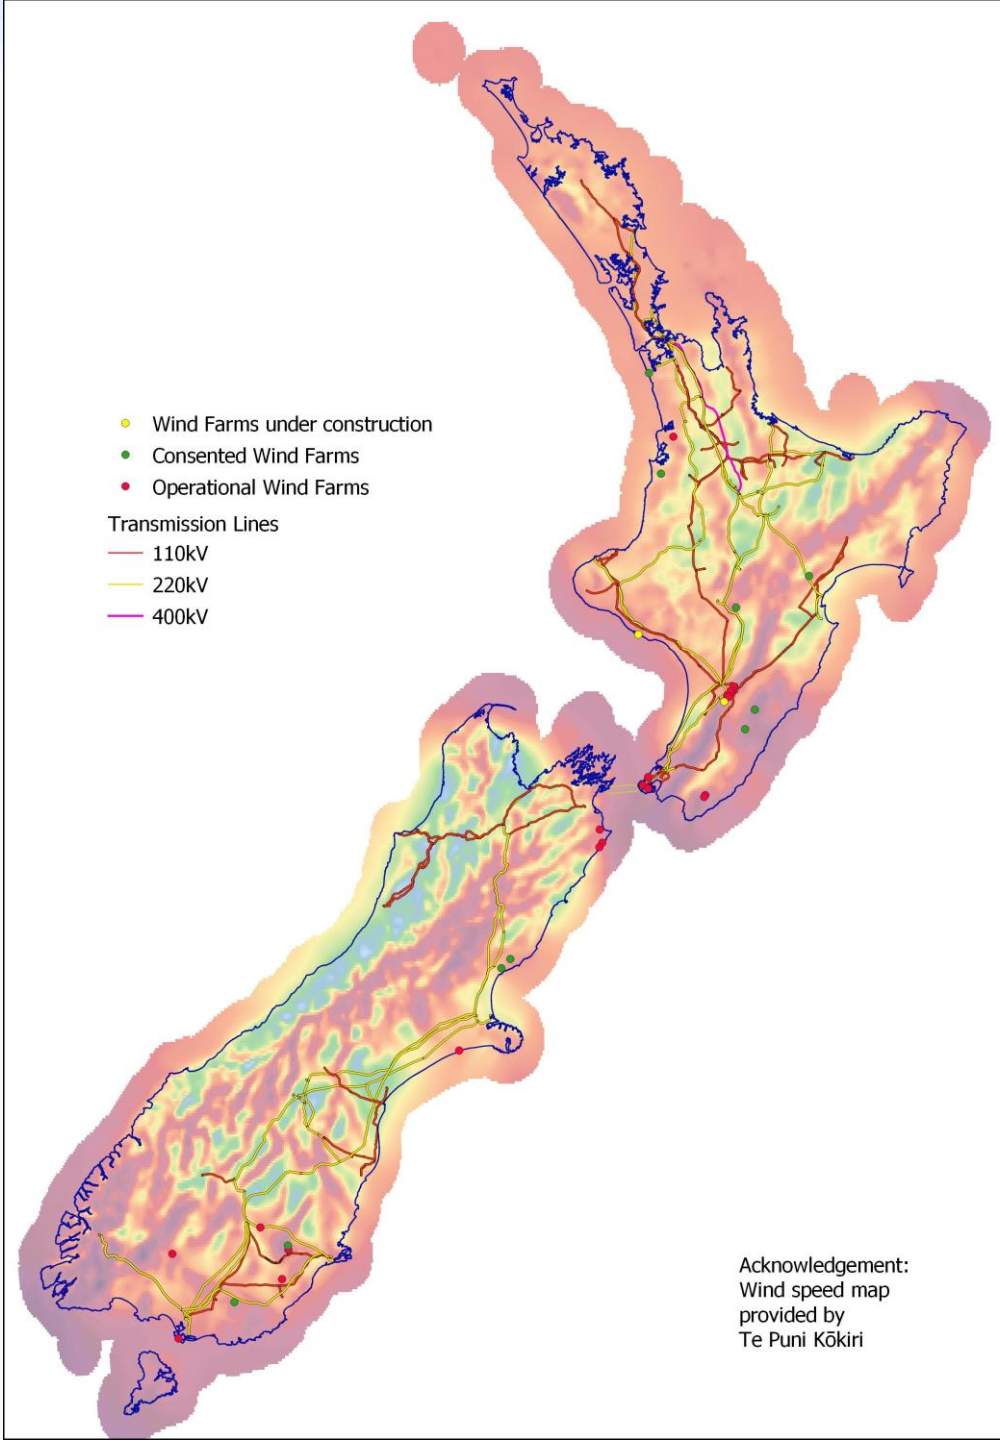 Wind Farms under construction
Consented Wind Farms
Operational Wind Farms
Transmission Lines
110kV
220kV
400kV
Acknowledgement:
Wind speed map
provided by
Te Puni Kōkiri